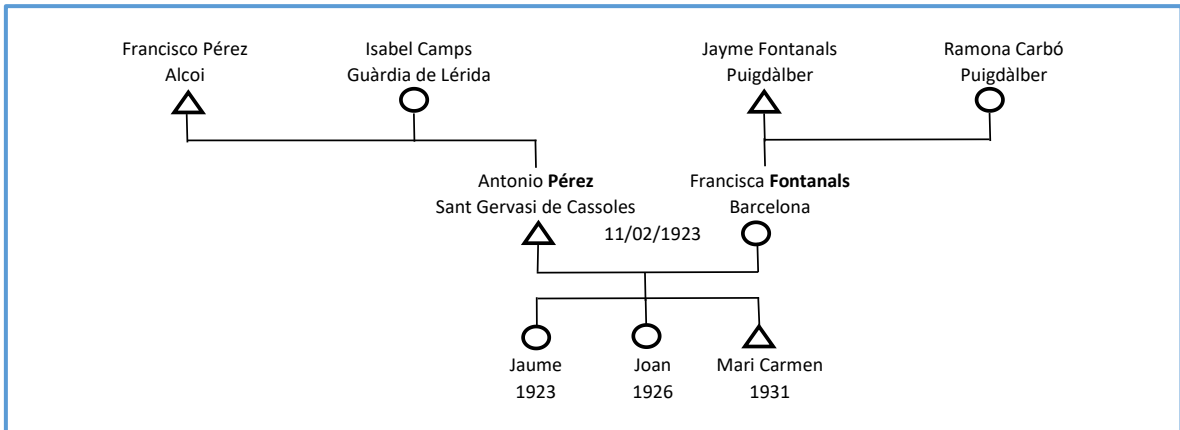 Francisco Pérez
Alcoi
Isabel Camps
Guàrdia de Lérida
Jayme Fontanals
Puigdàlber
Ramona Carbó
Puigdàlber
Antonio Pérez
Sant Gervasi de Cassoles
Francisca Fontanals
Barcelona
11/02/1923
Jaume
1923
Joan
1926
Mari Carmen
1931